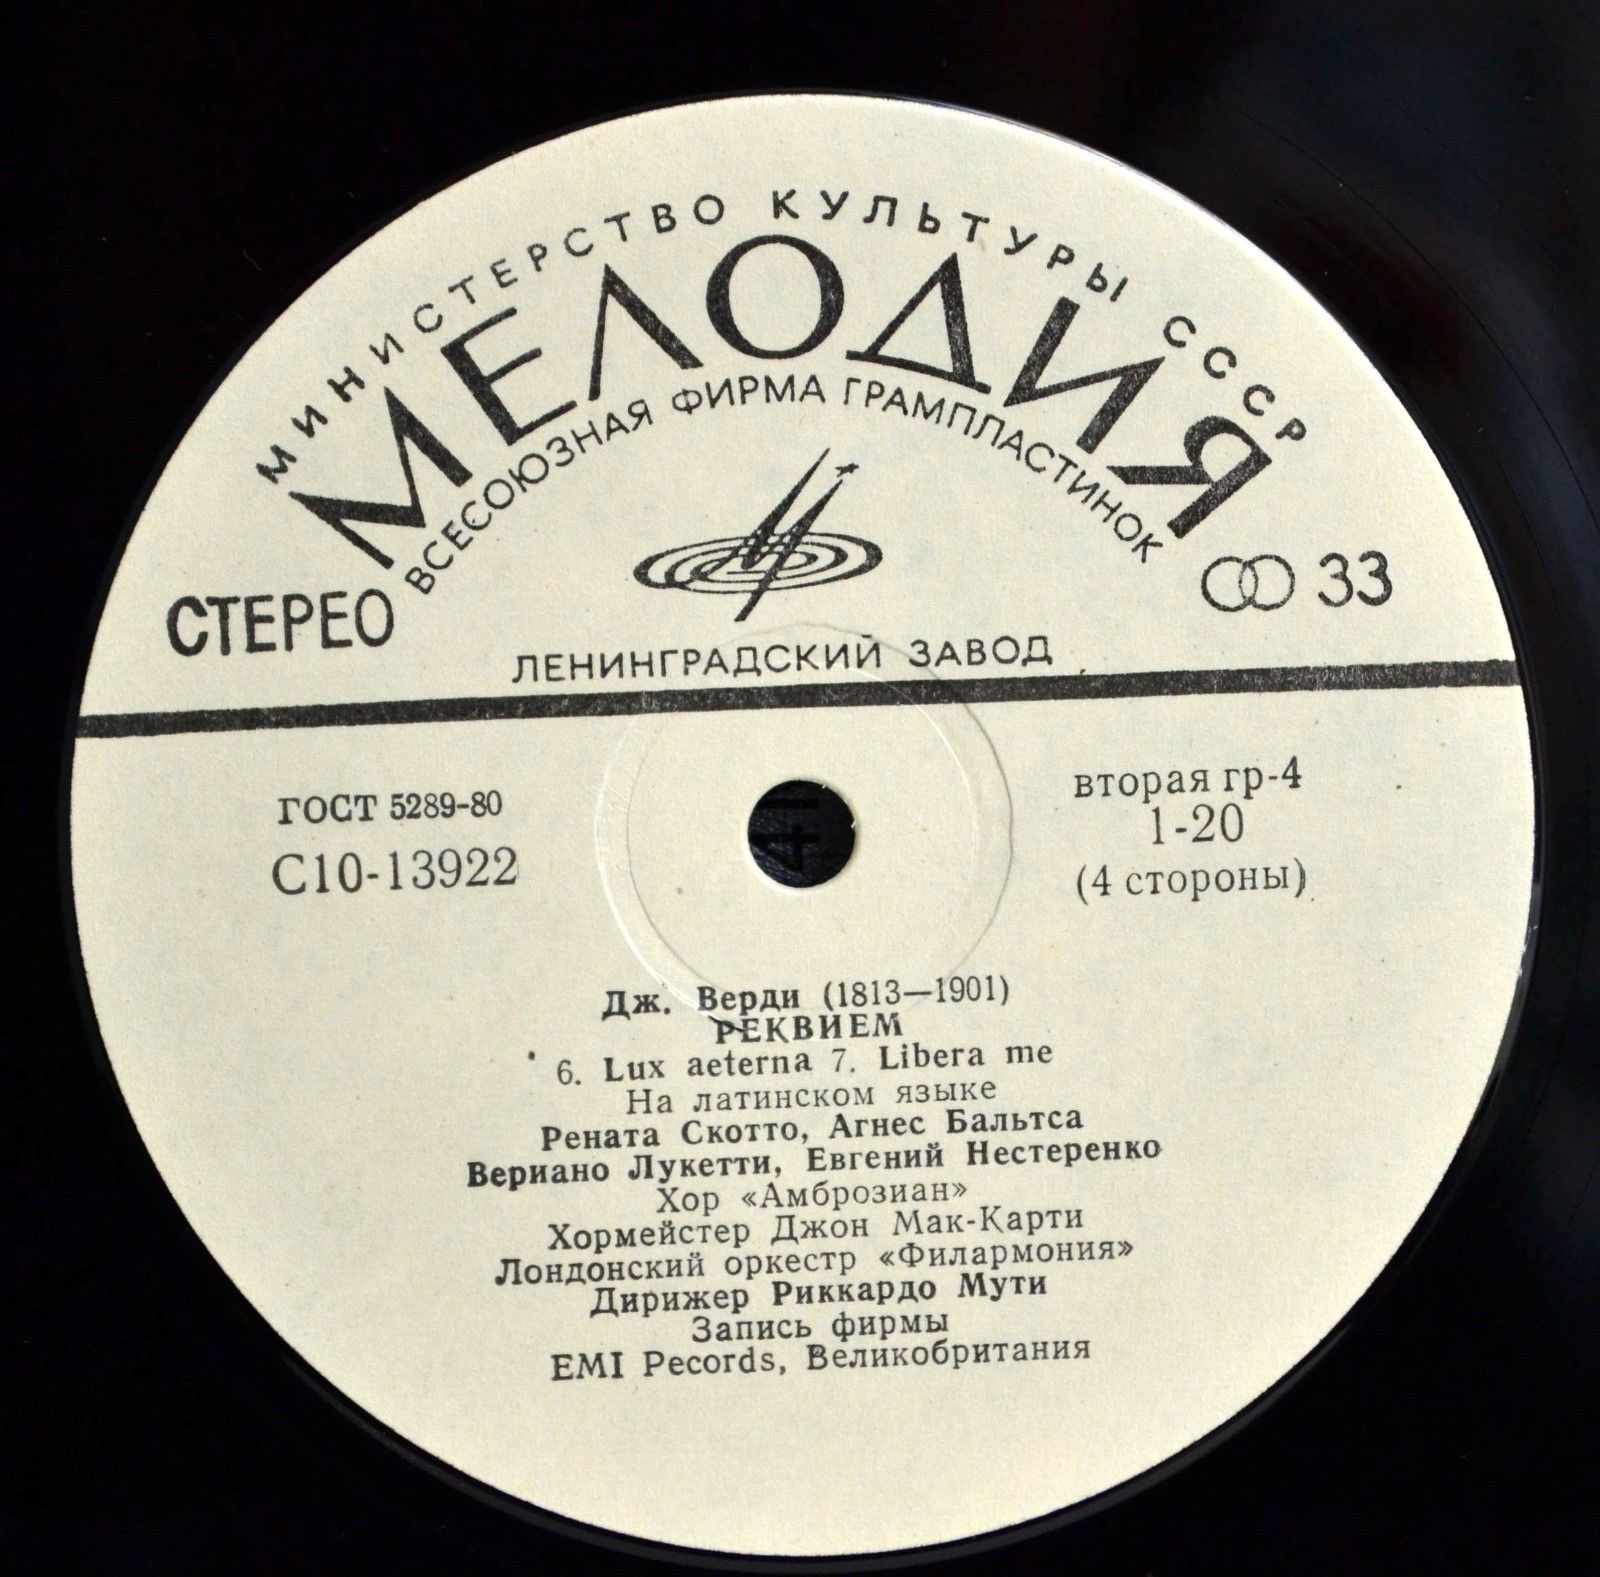 МИНИСТЕРСТВО КУЛЬТУРЫ СССР
МЕЛОДИЯ
ВСЕСОЮЗНАЯ ФИРМА ГРАМПЛАСТИНОК
СТЕРЕО
33
ЛЕНИНГРАДСКИЙ ЗАВОД
ГОСТ 5289-80
С10-13922
вторая гр-4
1-20
(4 стороны)
Дж. Верди (1813—1901)
РЕКВИЕМ
6. Lux aeterna 7. Libera me
На латинском языке
Рената Скотто, Агнес Бальтса
Вериано Лукетти, Евгений Нестеренко
Хор «Амброзиан»
Хормейстер Джон Мак-Карти
Лондонский оркестр «Филармония»
Дирижер Риккардо Мути
Запись фирмы
EMI Pecords, Великобритания